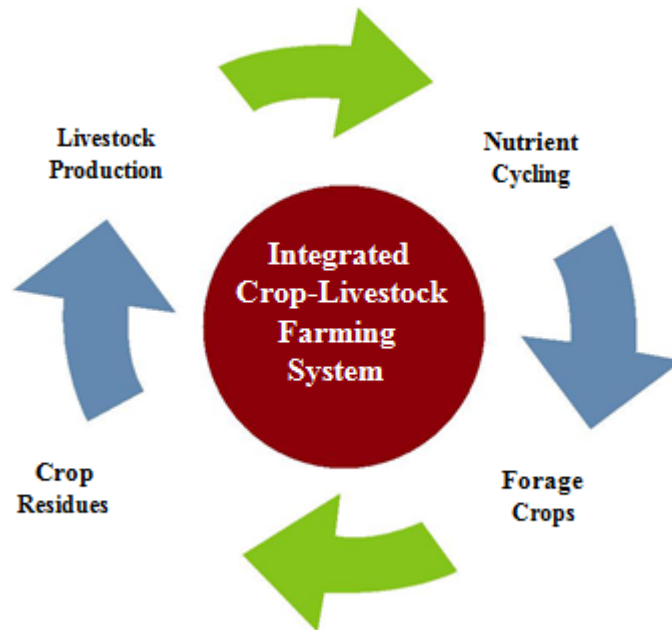 Livestock
Production
Nutrient
Cycling
Integrated
Crop-Livestock
Farming
System
Crop
Residues
Forage
Crops